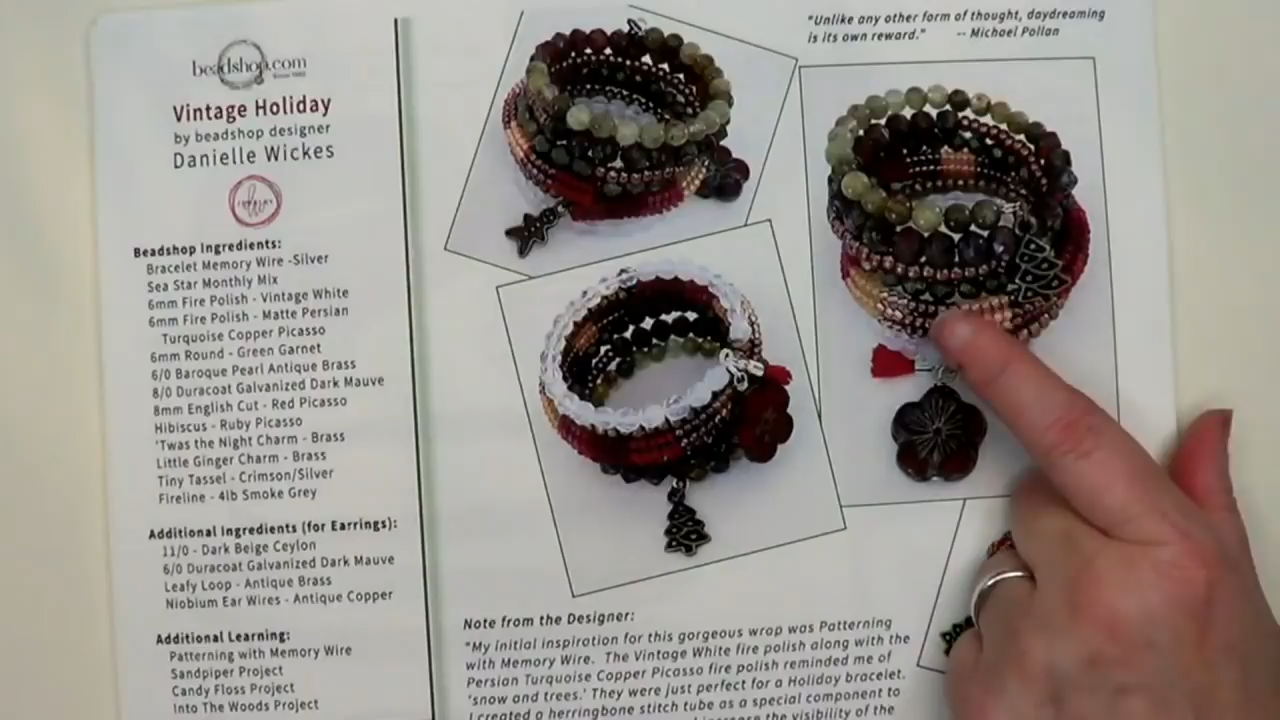 beadshop.com
Since 1992
Vintage Holiday
by beadshop designer
Danielle Wickes
Beadshop Ingredients:
Bracelet Memory Wire -Silver
Sea Star Monthly Mix
6mm Fire Polish - Vintage White
6mm Fire Polish - Matte Persian
Turquoise Copper Picasso
6mm Round - Green Garnet
6/0 Baroque Pearl Antique Brass
8/0 Duracoat Galvanized Dark Mauve
8mm English Cut - Red Picasso
Hibiscus - Ruby Picasso
'Twas the Night Charm - Brass
Little Ginger Charm - Brass
Tiny Tassel - Crimson/Silver
Fireline - 4lb Smoke Grey
Additional Ingredients (for Earrings):
11/0 - Dark Beige Ceylon
6/0 Duracoat Galvanized Dark Mauve
Leafy Loop - Antique Brass
Niobium Ear Wires - Antique Copper
Additional Learning:
Patterning with Memory Wire
Sandpiper Project
Candy Floss Project
Into The Woods Project
"Unlike any other form of thought, daydreaming
is its own reward." -- Michael Pollan
Note from the Designer:
"My initial inspiration for this gorgeous wrap was Patterning
with Memory Wire. The Vintage White fire polish along with the
Persian Turquoise Copper Picasso fire polish reminded me of
'snow and trees.' They were just perfect for a Holiday bracelet.
I created a herringbone stitch tube as a special component to
increase the visibility of the